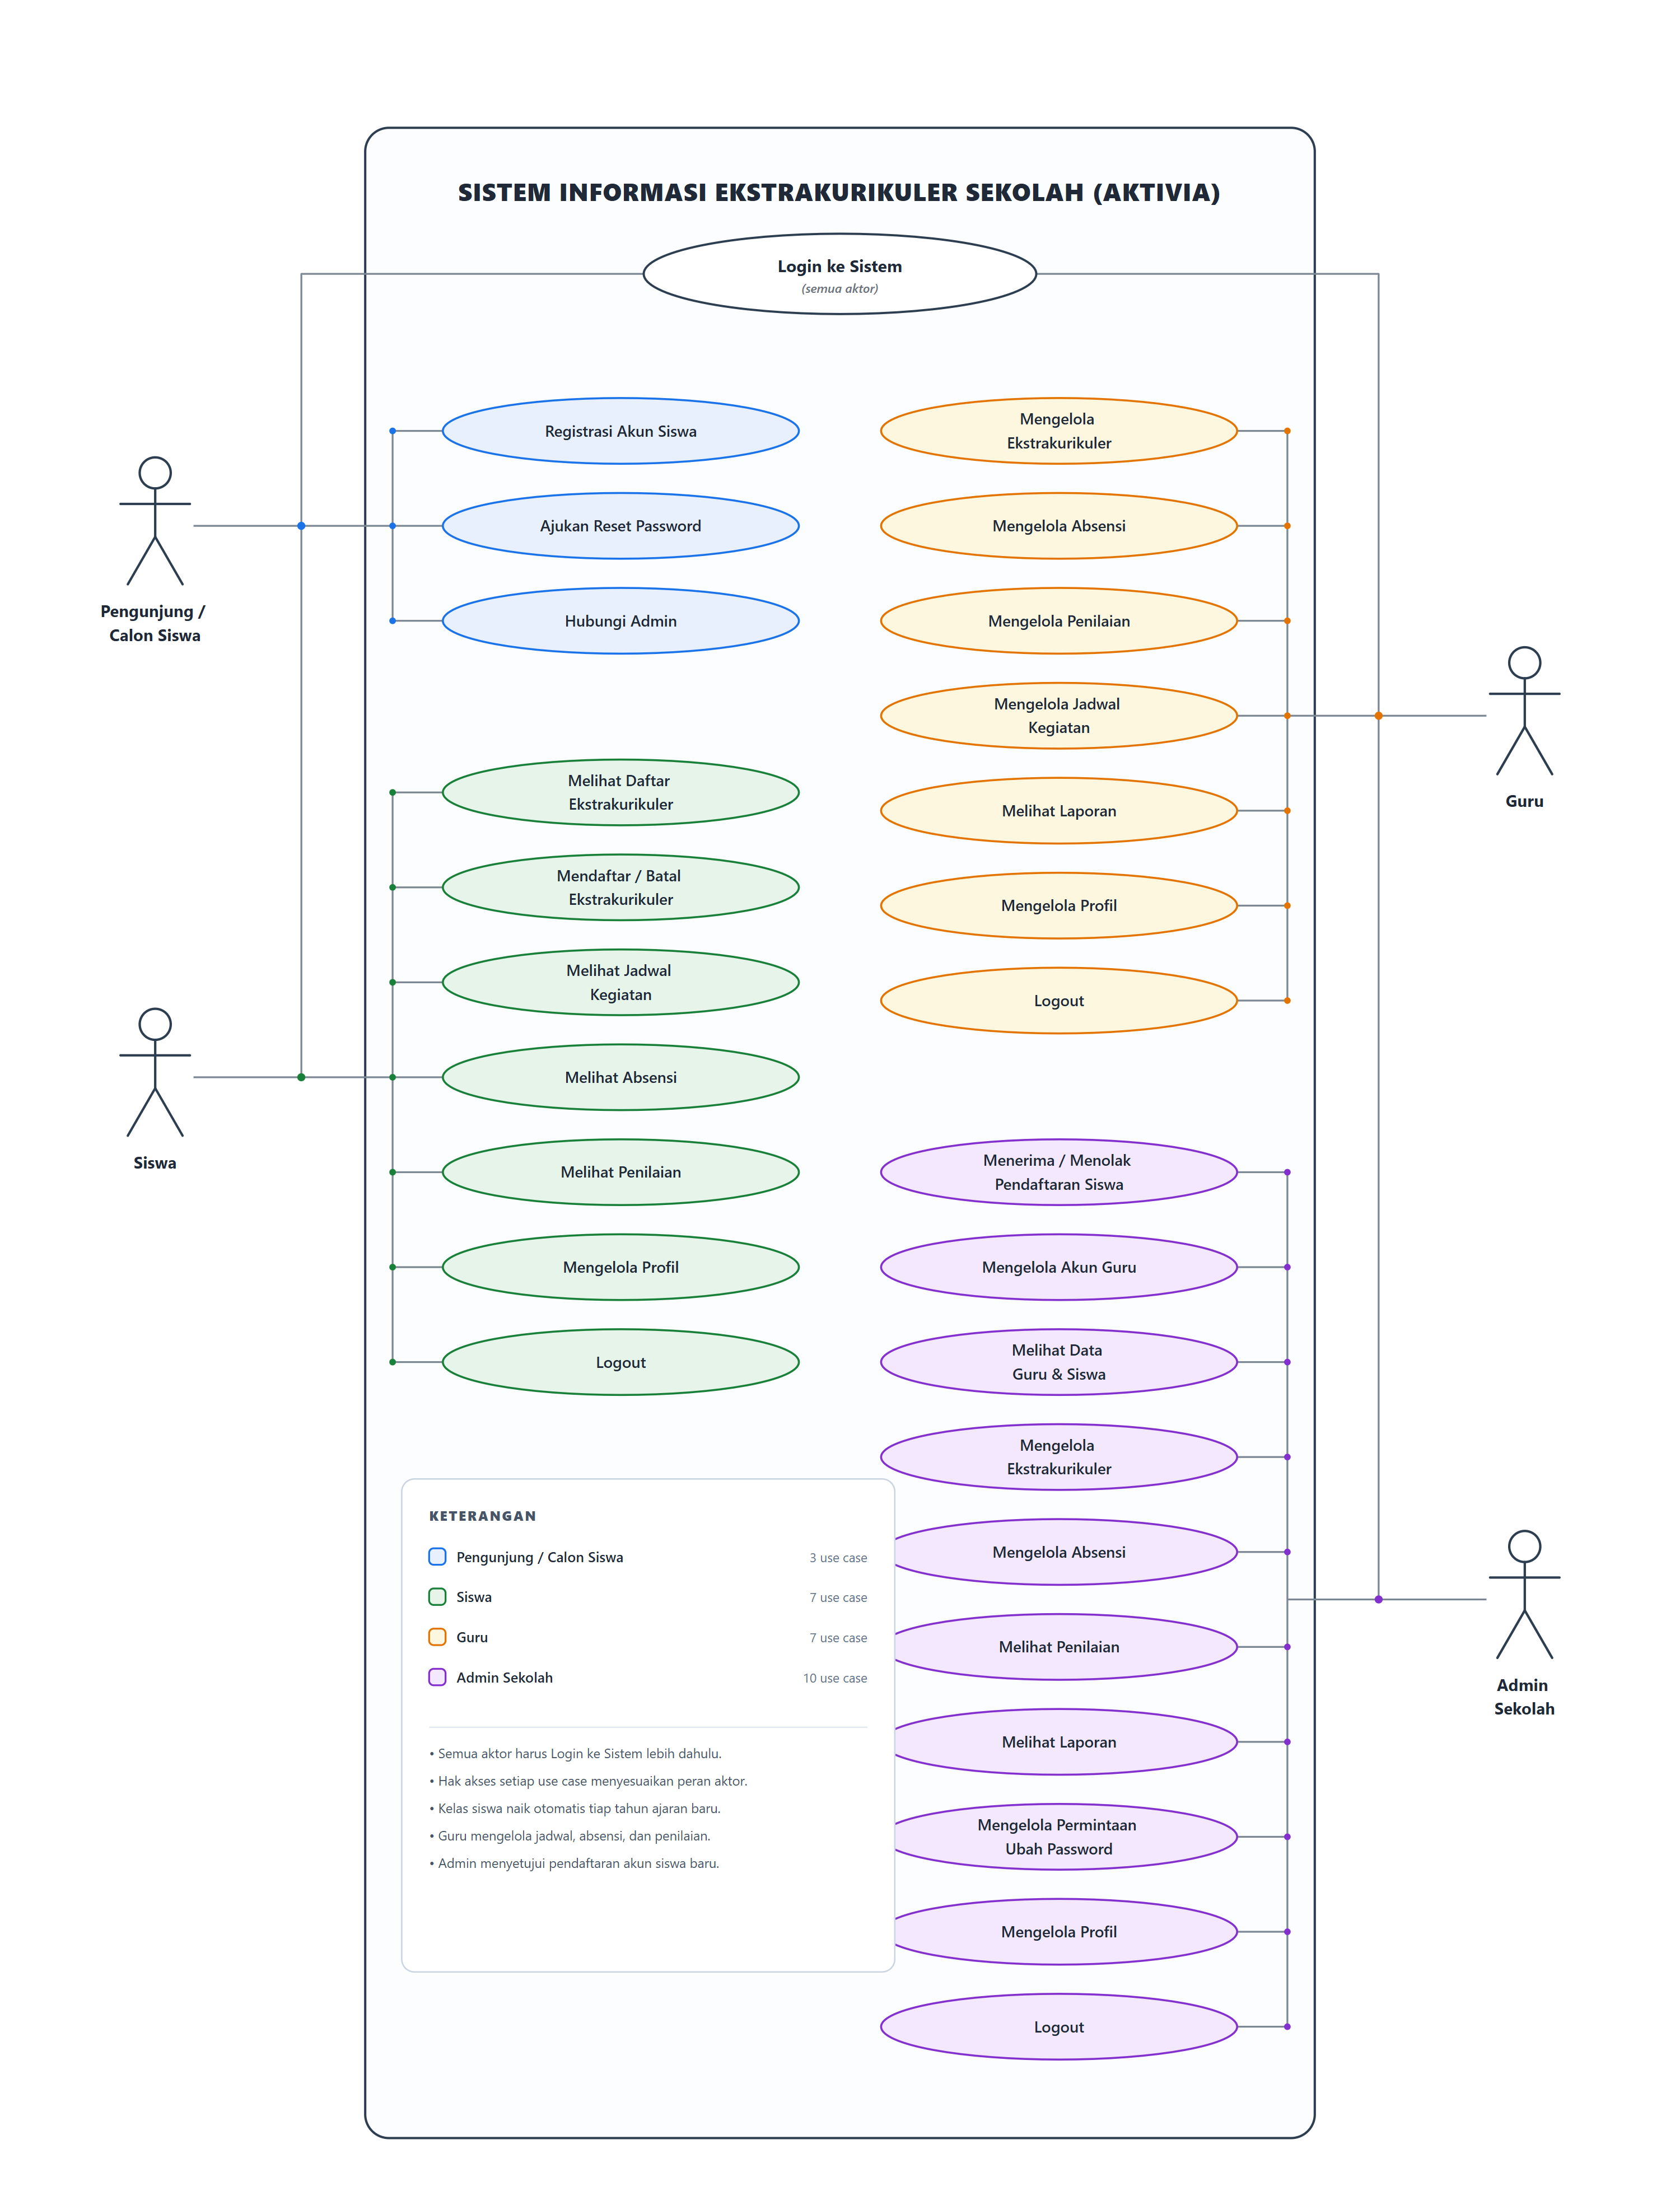 SISTEM INFORMASI EKSTRAKURIKULER SEKOLAH (AKTIVIA)
Login ke Sistem
(semua aktor)
Pengunjung /
Calon Siswa
Registrasi Akun Siswa
Ajukan Reset Password
Hubungi Admin
Siswa
Melihat Daftar
Ekstrakurikuler
Mendaftar / Batal
Ekstrakurikuler
Melihat Jadwal
Kegiatan
Melihat Absensi
Melihat Penilaian
Mengelola Profil
Logout
Mengelola
Ekstrakurikuler
Mengelola Absensi
Mengelola Penilaian
Mengelola Jadwal
Kegiatan
Melihat Laporan
Mengelola Profil
Logout
Guru
Menerima / Menolak
Pendaftaran Siswa
Mengelola Akun Guru
Melihat Data
Guru & Siswa
Mengelola
Ekstrakurikuler
Mengelola Absensi
Melihat Penilaian
Melihat Laporan
Mengelola Permintaan
Ubah Password
Mengelola Profil
Logout
Admin
Sekolah
KETERANGAN
Pengunjung / Calon Siswa 3 use case
Siswa 7 use case
Guru 7 use case
Admin Sekolah 10 use case
• Semua aktor harus Login ke Sistem lebih dahulu.
• Hak akses setiap use case menyesuaikan peran aktor.
• Kelas siswa naik otomatis tiap tahun ajaran baru.
• Guru mengelola jadwal, absensi, dan penilaian.
• Admin menyetujui pendaftaran akun siswa baru.